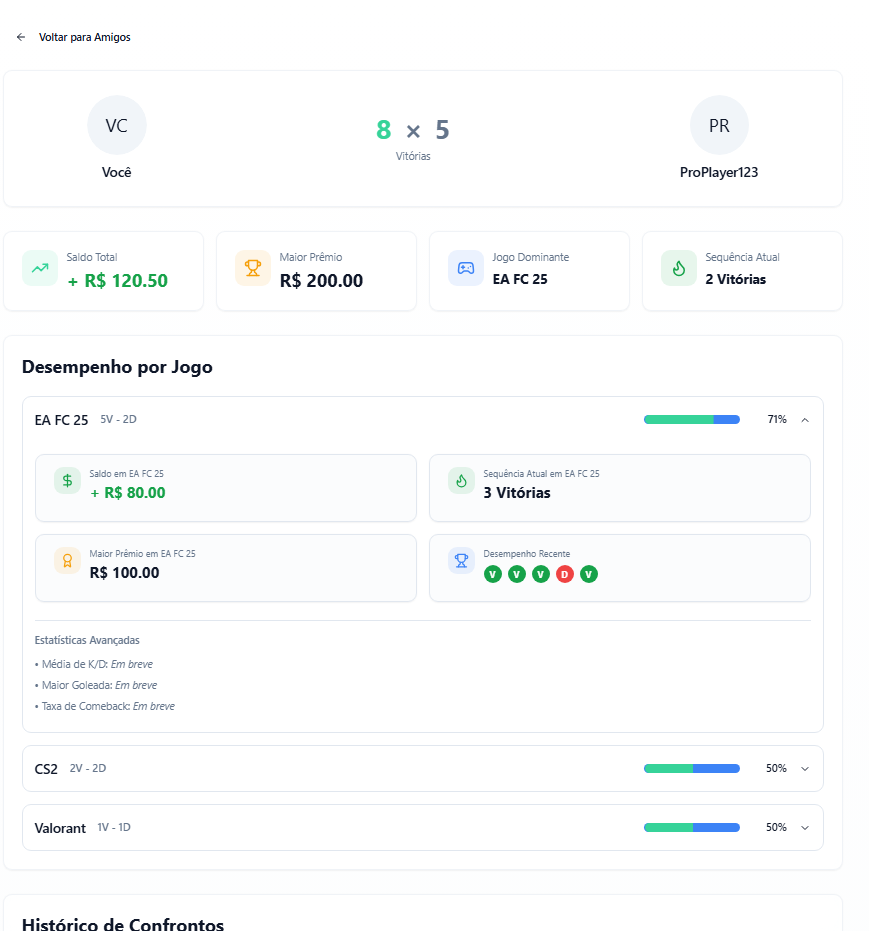 ← Voltar para Amigos
VC
Você
8 × 5
Vitórias
PR
ProPlayer123
Saldo Total
+ R$ 120.50
Maior Prêmio
R$ 200.00
Jogo Dominante
EA FC 25
Sequência Atual
2 Vitórias
Desempenho por Jogo
EA FC 25 5V - 2D 71%
Saldo em EA FC 25
+ R$ 80.00
Sequência Atual em EA FC 25
3 Vitórias
Maior Prêmio em EA FC 25
R$ 100.00
Desempenho Recente
V V V D V
Estatísticas Avançadas
• Média de K/D: Em breve
• Maior Goleada: Em breve
• Taxa de Comeback: Em breve
CS2 2V - 2D 50%
Valorant 1V - 1D 50%
Histórico de Confrontos